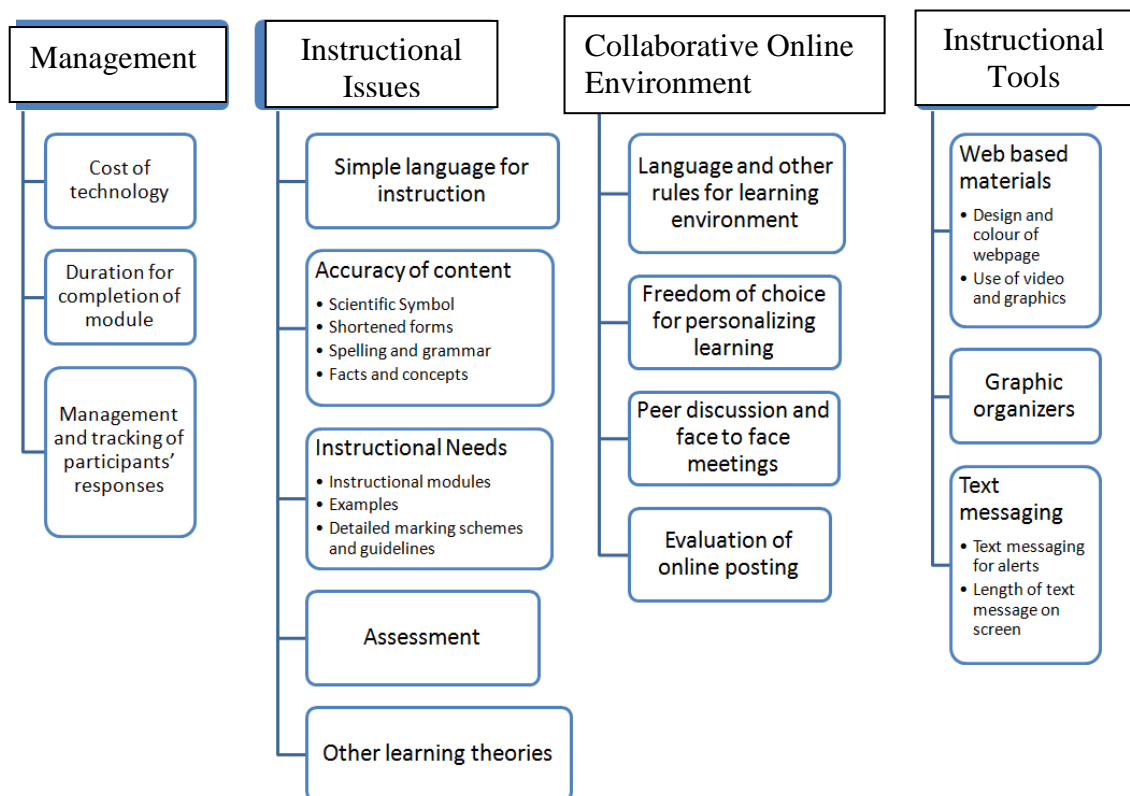 Management
Cost of
technology
Duration for
completion of
module
Management
and tracking of
participants'
responses
Instructional
Issues
Simple language for
instruction
Accuracy of content
• Scientific Symbol
• Shortened forms
• Spelling and grammar
• Facts and concepts
Instructional Needs
• Instructional modules
• Examples
• Detailed marking schemes
and guidelines
Assessment
Other learning theories
Collaborative Online
Environment
Language and other
rules for learning
environment
Freedom of choice
for personalizing
learning
Peer discussion and
face to face
meetings
Evaluation of
online posting
Instructional
Tools
Web based
materials
• Design and
colour of
webpage
• Use of video
and graphics
Graphic
organizers
Text
messaging
• Text messaging
for alerts
• Length of text
message on
screen